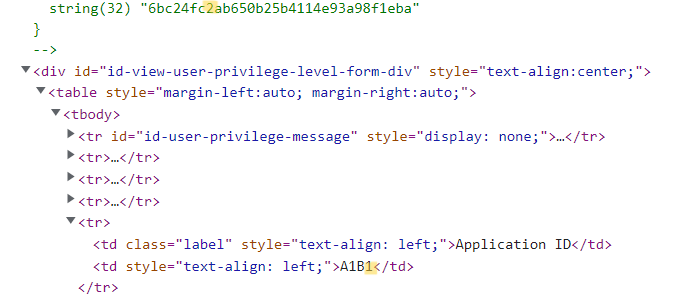 string(32) "6bc24fc2ab650b25b4114e93a98f1eba"
}
-->
▼<div id="id-view-user-privilege-level-form-div" style="text-align:center;">
▼<table style="margin-left:auto; margin-right:auto;">
▼<tbody>
▶<tr id="id-user-privilege-message" style="display: none;">…</tr>
▶<tr>…</tr>
▶<tr>…</tr>
▶<tr>…</tr>
▼<tr>
<td class="label" style="text-align: left;">Application ID</td>
<td style="text-align: left;">A1B1</td>
</tr>